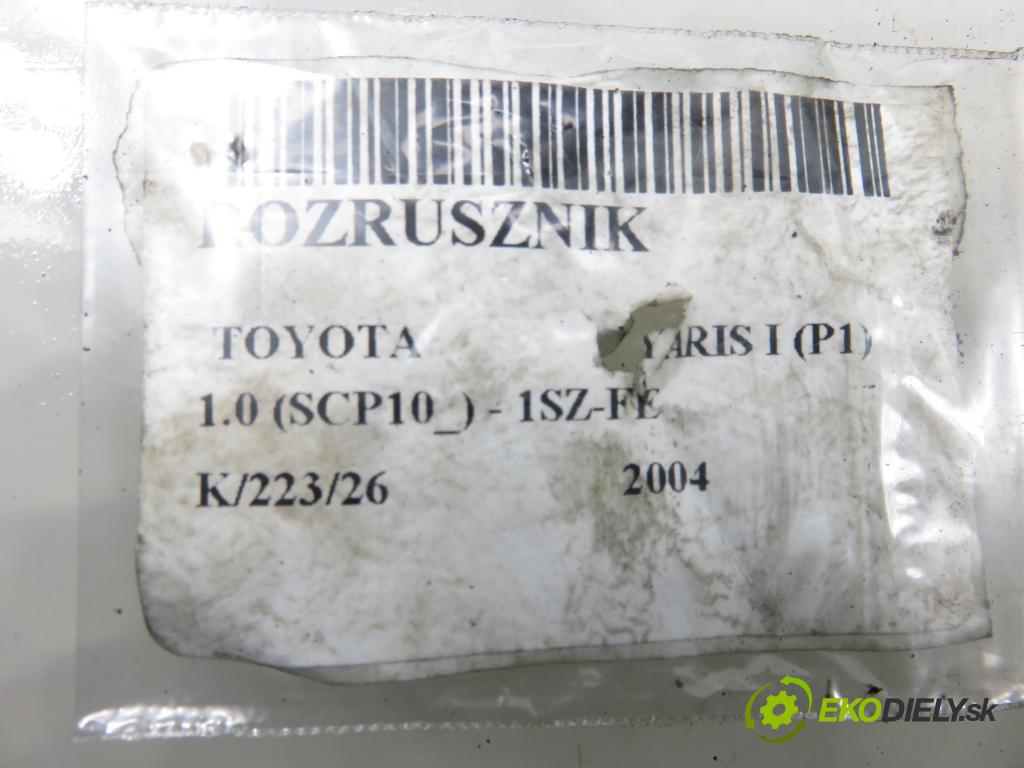 ROZRUSZNIK
TOYOTA YARIS I (P1)
1.0 (SCP10_) - 1SZ-FE
K/223/26 2004
EKODIELY.sk